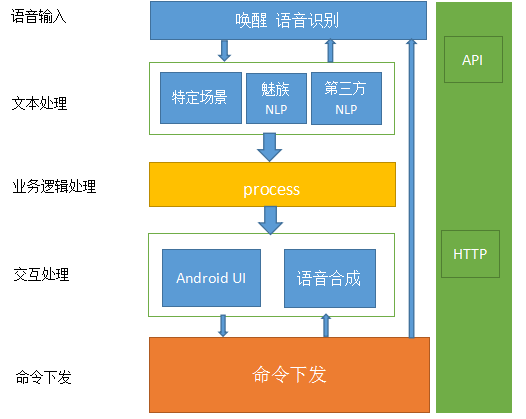 语音输入
唤醒 语音识别
API
文本处理
特定场景
魅族
NLP
第三方
NLP
业务逻辑处理
process
HTTP
交互处理
Android UI
语音合成
命令下发
命令下发